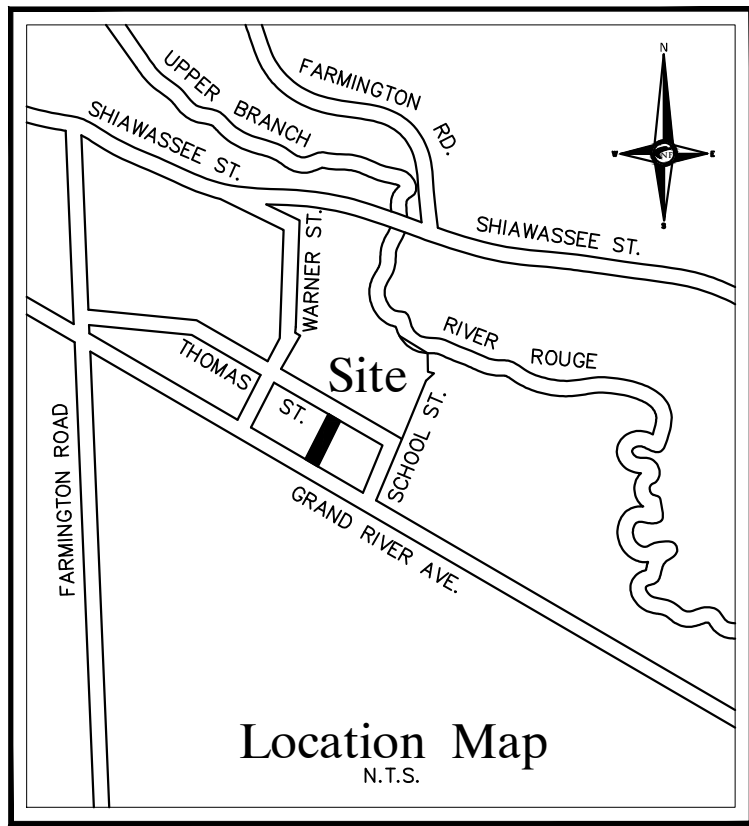 UPPER BRANCH
FARMINGTON RD.
N
SHIAWASSEE ST.
W
E
S
SHIAWASSEE ST.
WARNER ST.
RIVER ROUGE
THOMAS ST.
Site
SCHOOL ST.
FARMINGTON ROAD
GRAND RIVER AVE.
Location Map
N.T.S.